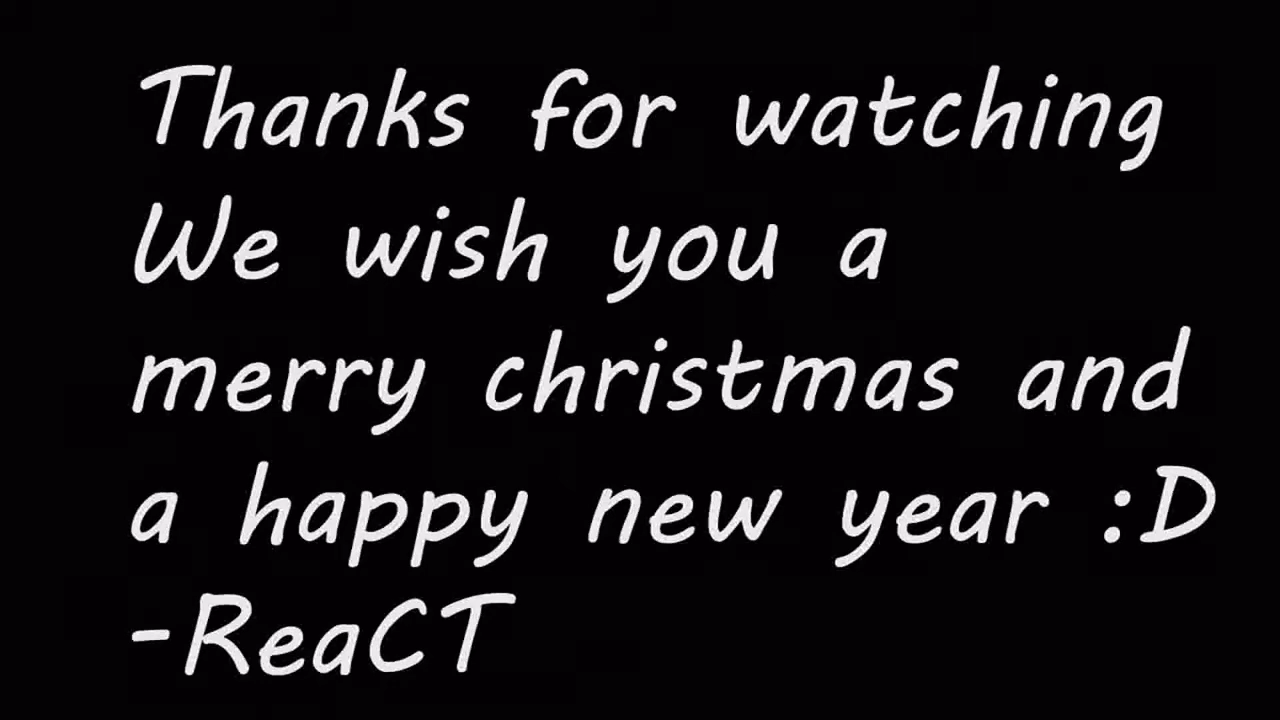 Thanks for watching
We wish you a
merry christmas and
a happy new year :D
-ReaCT